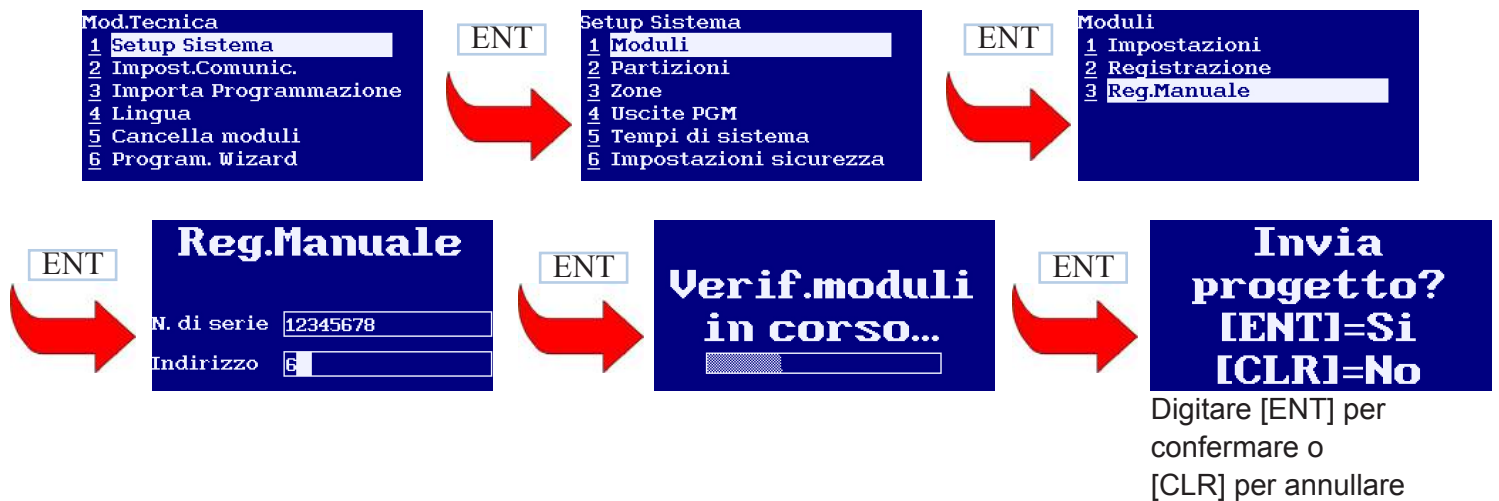 Mod.Tecnica
1 Setup Sistema
2 Impost.Comunic.
3 Importa Programmazione
4 Lingua
5 Cancella moduli
6 Program. Wizard
ENT
Setup Sistema
1 Moduli
2 Partizioni
3 Zone
4 Uscite PGM
5 Tempi di sistema
6 Impostazioni sicurezza
ENT
Moduli
1 Impostazioni
2 Registrazione
3 Reg.Manuale
ENT
Reg.Manuale
N. di serie 12345678
Indirizzo 6
ENT
Verif.moduli
in corso...
ENT
Invia
progetto?
[ENT]=Si
[CLR]=No
Digitare [ENT] per
confermare o
[CLR] per annullare